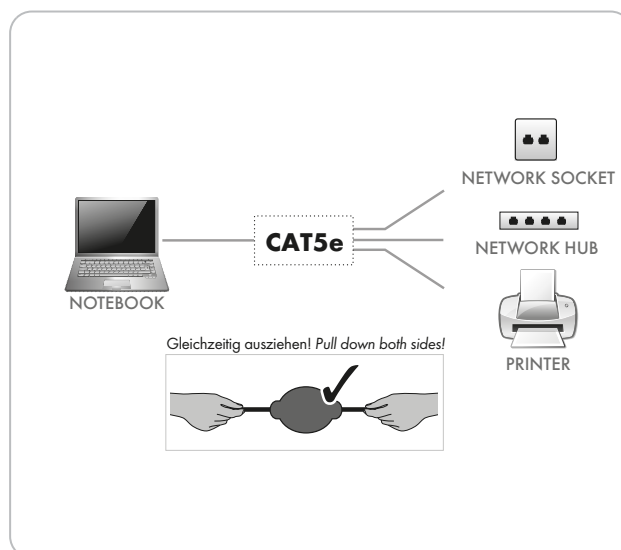 NETWORK SOCKET
CAT5e
NETWORK HUB
NOTEBOOK
Gleichzeitig ausziehen! Pull down both sides!
PRINTER